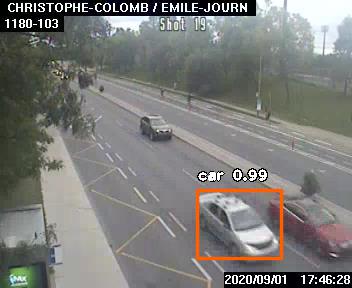 CHRISTOPHE-COLOMB / EMILE-JOURN
1180-103
Shot 19
car 0.99
2020/09/01 17:46:28